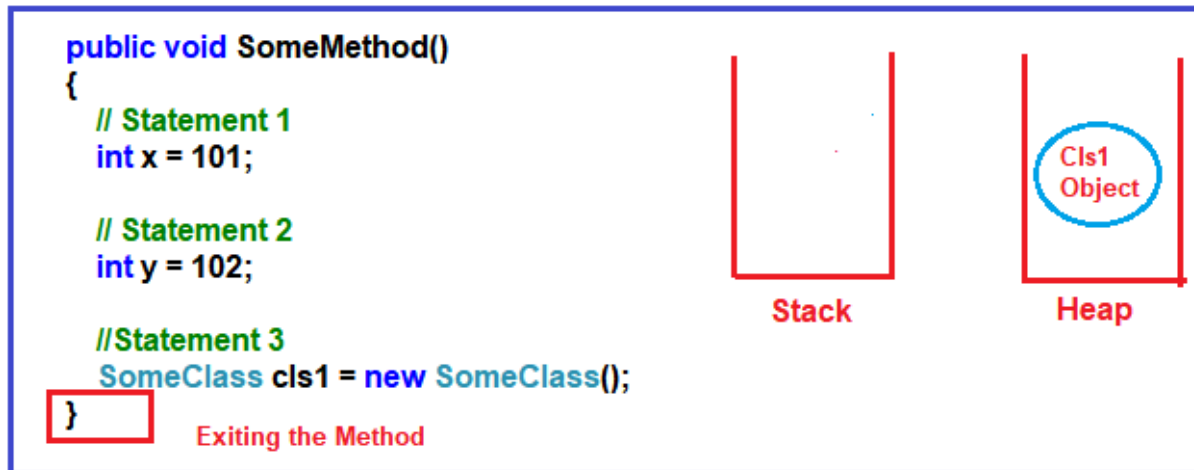 public void SomeMethod()
{
// Statement 1
int x = 101;
// Statement 2
int y = 102;
//Statement 3
SomeClass cls1 = new SomeClass();
}
Exiting the Method
Stack
Cls1
Object
Heap